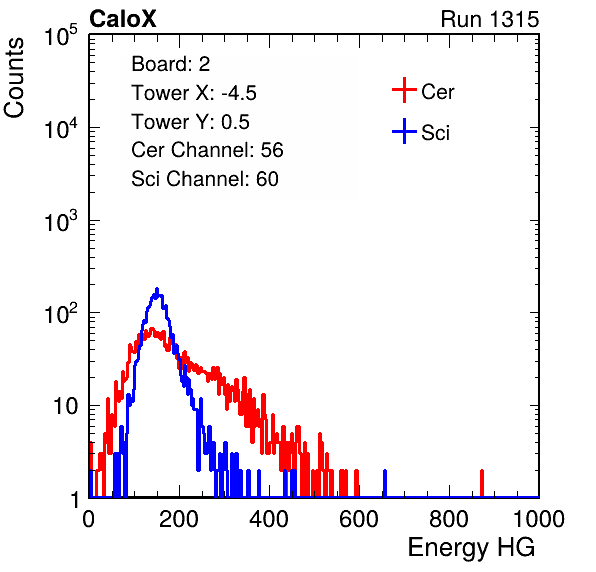 CaloX Run 1315
Counts
10^5
10^4
10^3
10^2
10
1
Board: 2
Tower X: -4.5
Tower Y: 0.5
Cer Channel: 56
Sci Channel: 60
Cer
Sci
0 200 400 600 800 1000
Energy HG